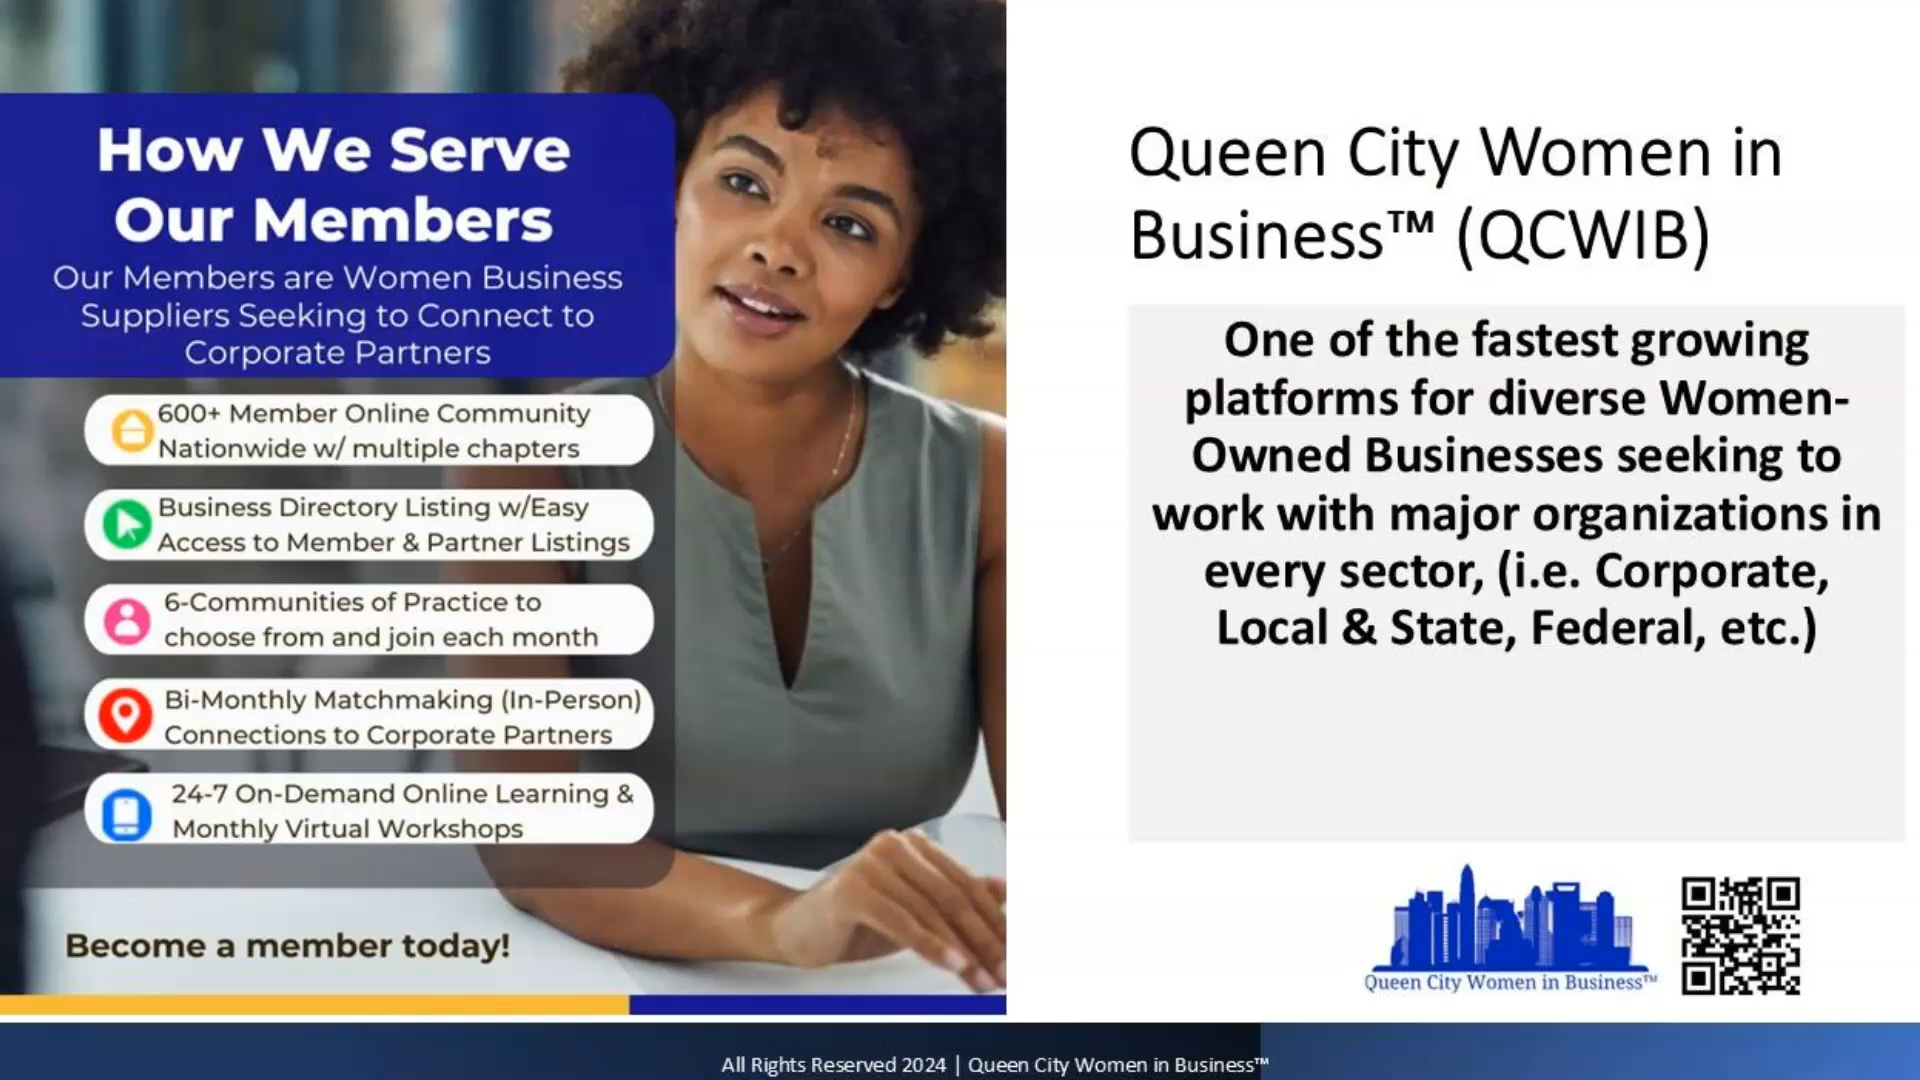 How We Serve
Our Members
Our Members are Women Business
Suppliers Seeking to Connect to
Corporate Partners
600+ Member Online Community
Nationwide w/ multiple chapters
Business Directory Listing w/Easy
Access to Member & Partner Listings
6-Communities of Practice to
choose from and join each month
Bi-Monthly Matchmaking (In-Person)
Connections to Corporate Partners
24-7 On-Demand Online Learning &
Monthly Virtual Workshops
Become a member today!
Queen City Women in
Business™ (QCWIB)
One of the fastest growing
platforms for diverse Women-
Owned Businesses seeking to
work with major organizations in
every sector, (i.e. Corporate,
Local & State, Federal, etc.)
Queen City Women in Business™
All Rights Reserved 2024 | Queen City Women in Business™